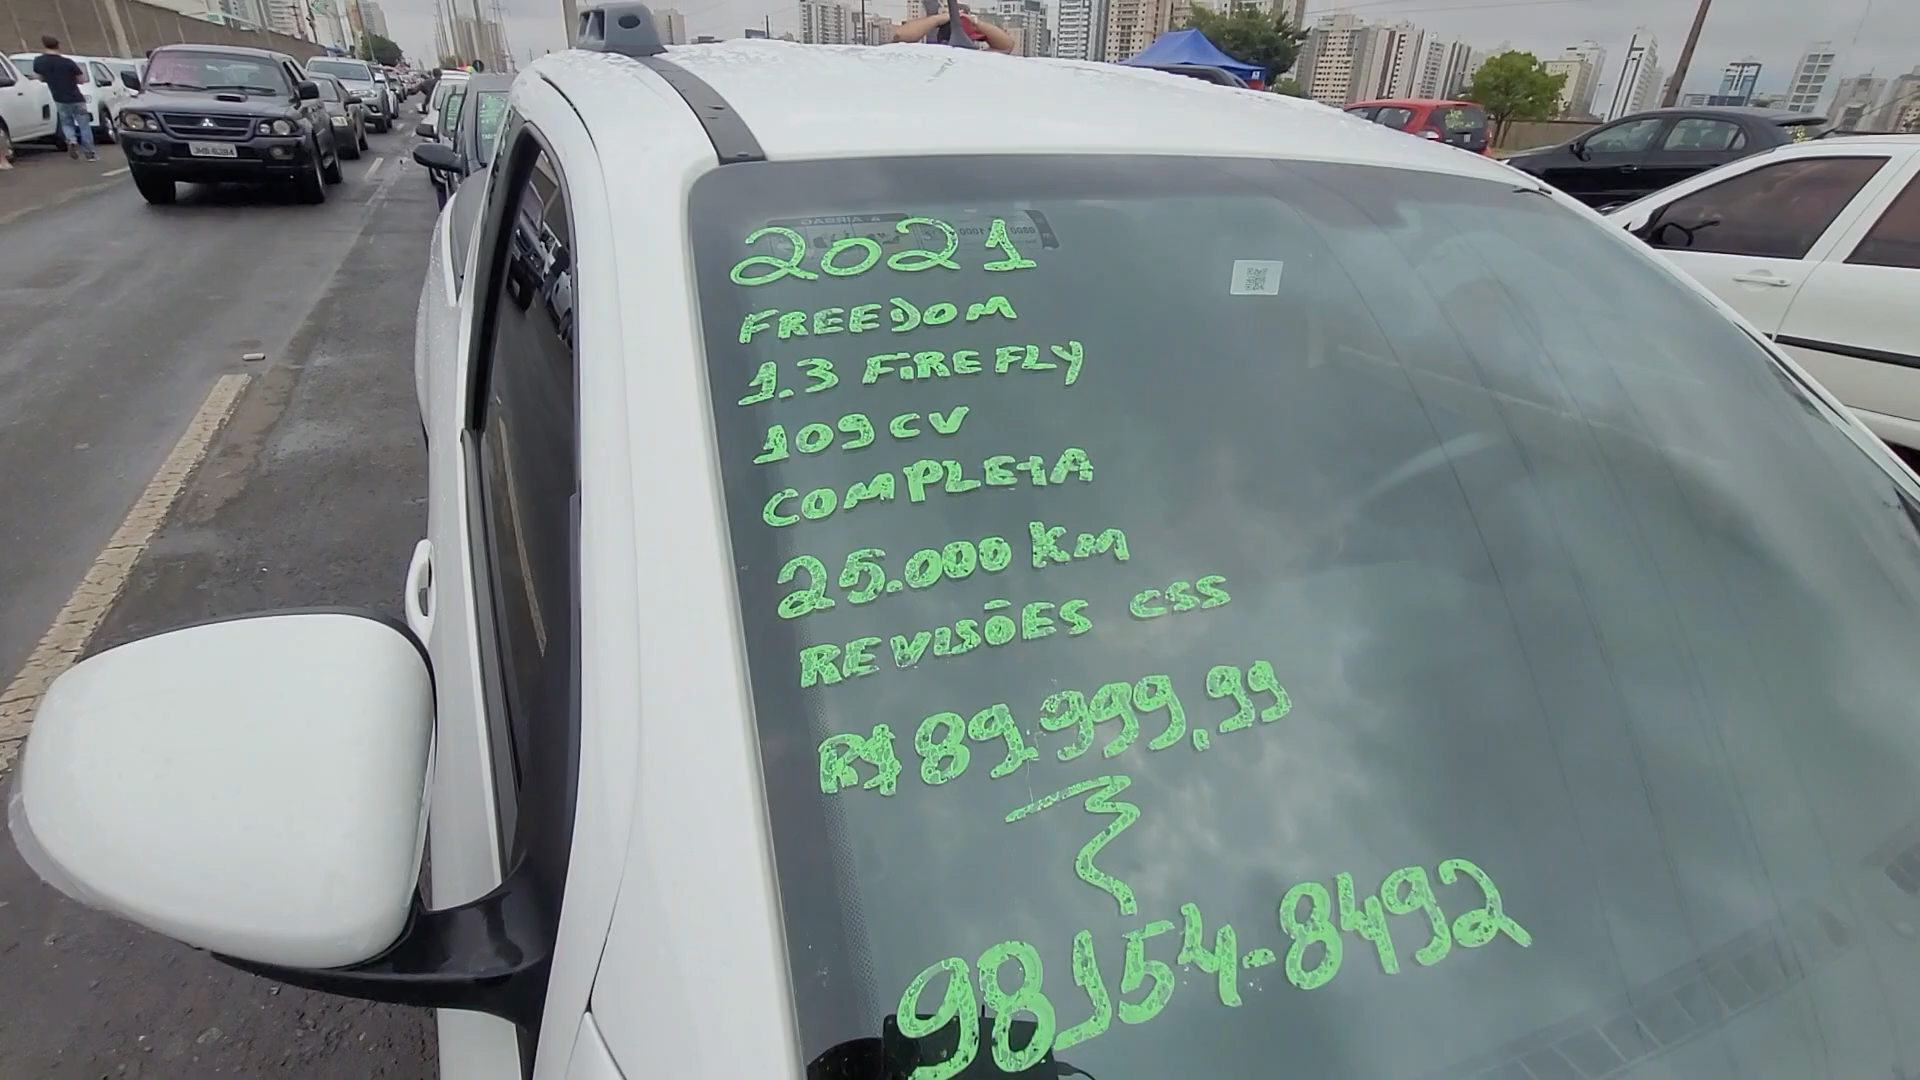 2021
FREEDOM
1.3 FIREFLY
109 CV
COMPLETA
25.000 Km
REVISÕES CSS
R$ 89.999,99
98154-8492